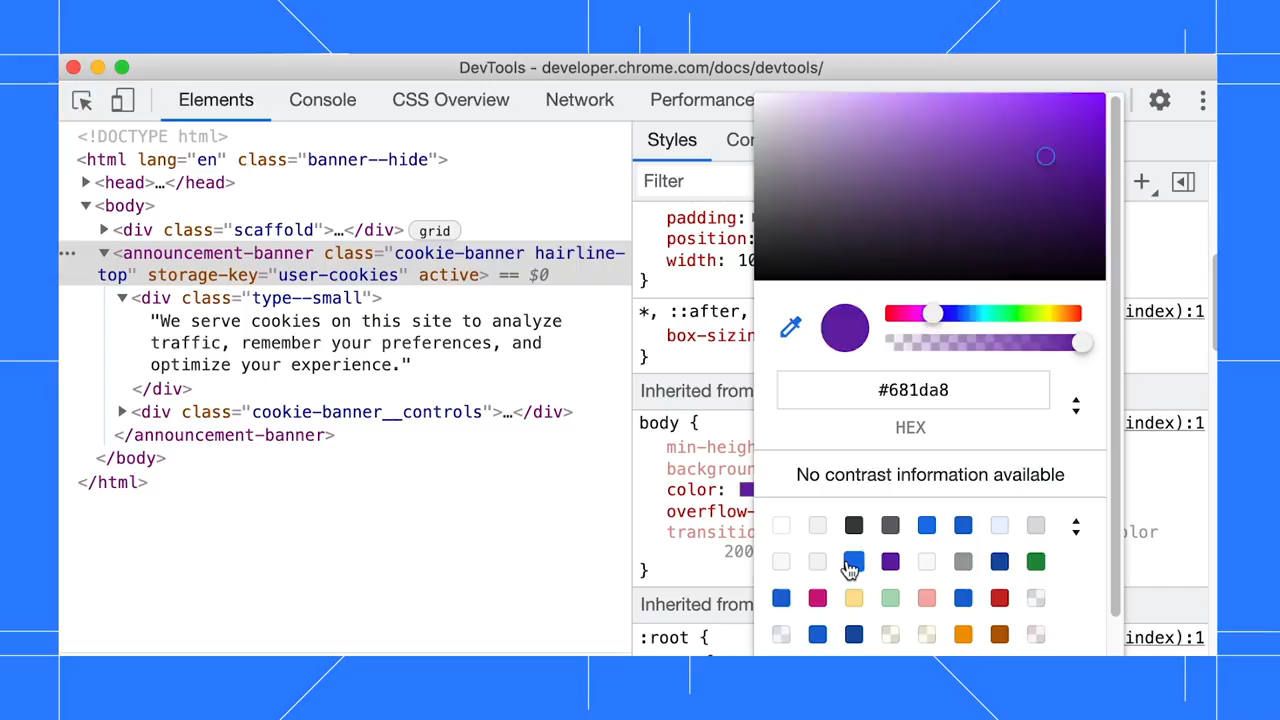 DevTools - developer.chrome.com/docs/devtools/
Elements Console CSS Overview Network Performance
<!DOCTYPE html>
<html lang="en" class="banner--hide">
<head>…</head>
<body>
<div class="scaffold">…</div> grid
<announcement-banner class="cookie-banner hairline-
top" storage-key="user-cookies" active> == $0
<div class="type--small">
"We serve cookies on this site to analyze
traffic, remember your preferences, and
optimize your experience."
</div>
<div class="cookie-banner__controls">…</div>
</announcement-banner>
</body>
</html>
Styles
Filter
padding:
position:
width: 10
}
*, ::after,
index):1
box-sizin
}
Inherited from
body {
index):1
min-heigh
backgroun
color:
overflow-
transitio
olor
200
}
Inherited from
:root {
index):1
#681da8
HEX
No contrast information available